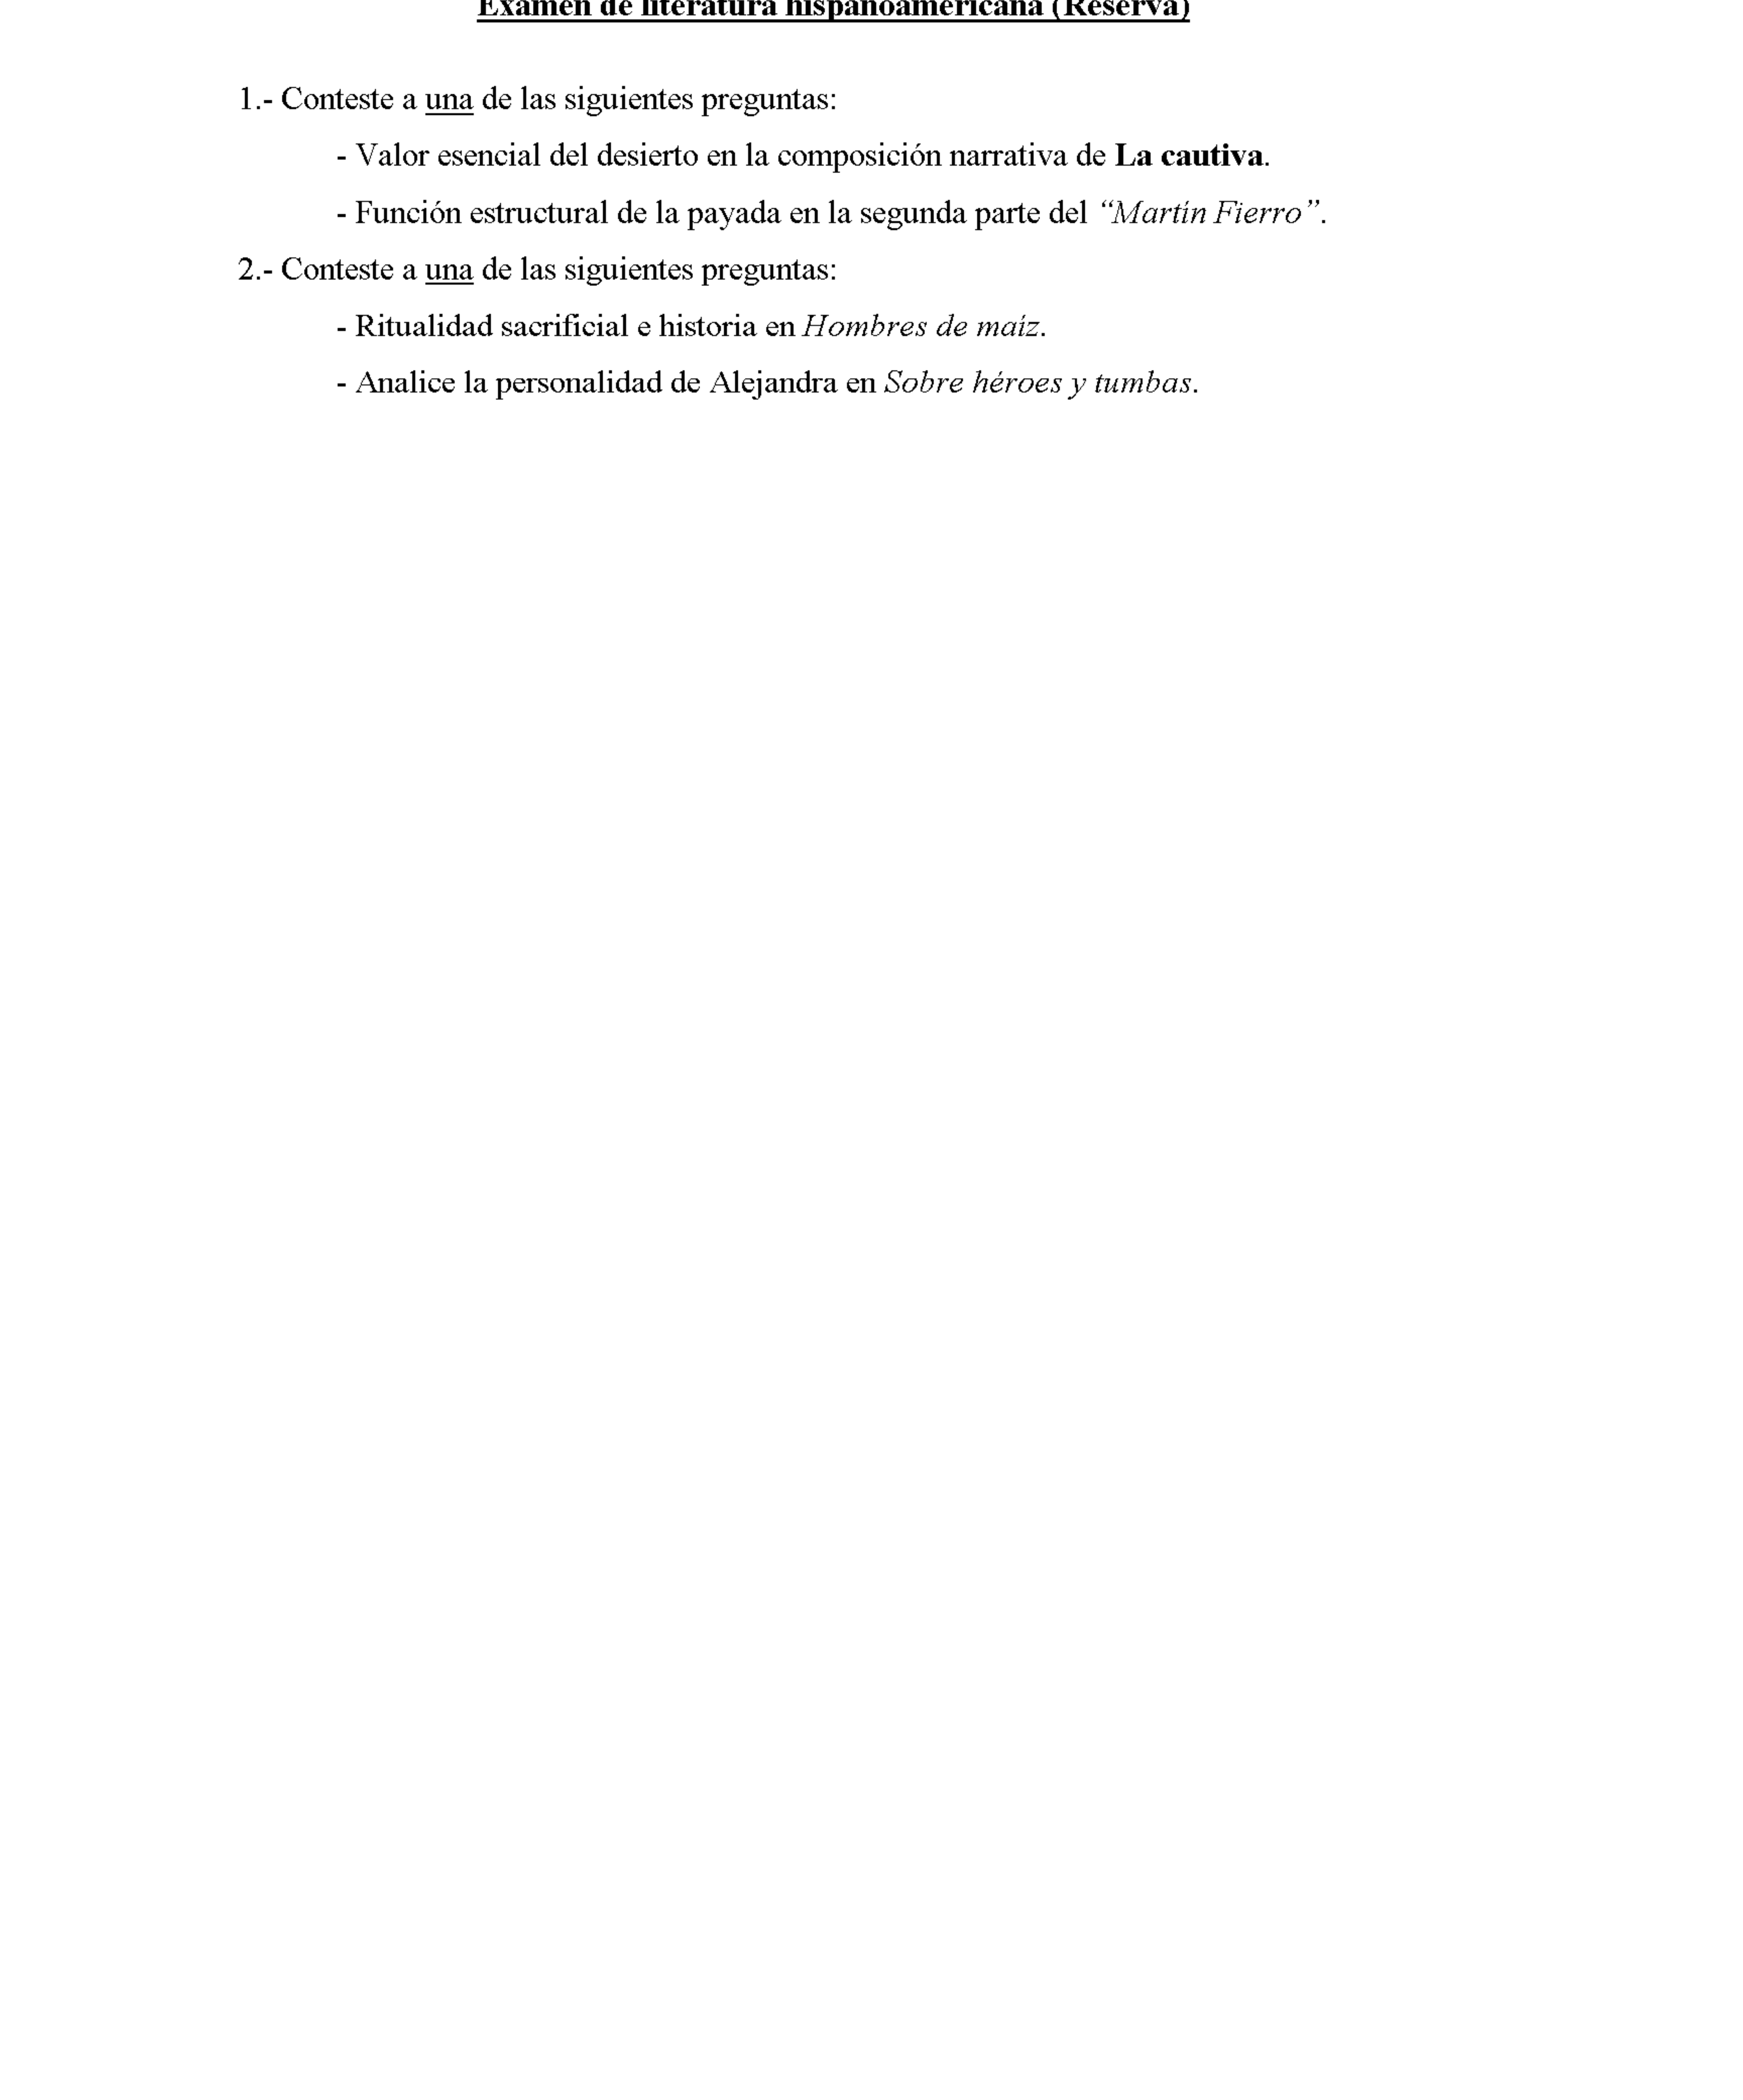 Examen de literatura hispanoamericana (Reserva)
1.- Conteste a una de las siguientes preguntas:
- Valor esencial del desierto en la composición narrativa de La cautiva.
- Función estructural de la payada en la segunda parte del “Martín Fierro”.
2.- Conteste a una de las siguientes preguntas:
- Ritualidad sacrificial e historia en Hombres de maíz.
- Analice la personalidad de Alejandra en Sobre héroes y tumbas.